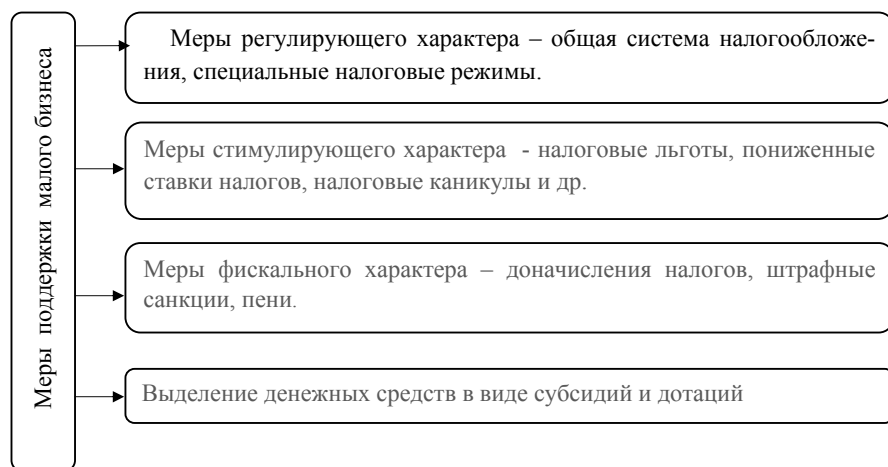 Меры поддержки малого бизнеса
Меры регулирующего характера – общая система налогообложе-
ния, специальные налоговые режимы.
Меры стимулирующего характера - налоговые льготы, пониженные
ставки налогов, налоговые каникулы и др.
Меры фискального характера – доначисления налогов, штрафные
санкции, пени.
Выделение денежных средств в виде субсидий и дотаций